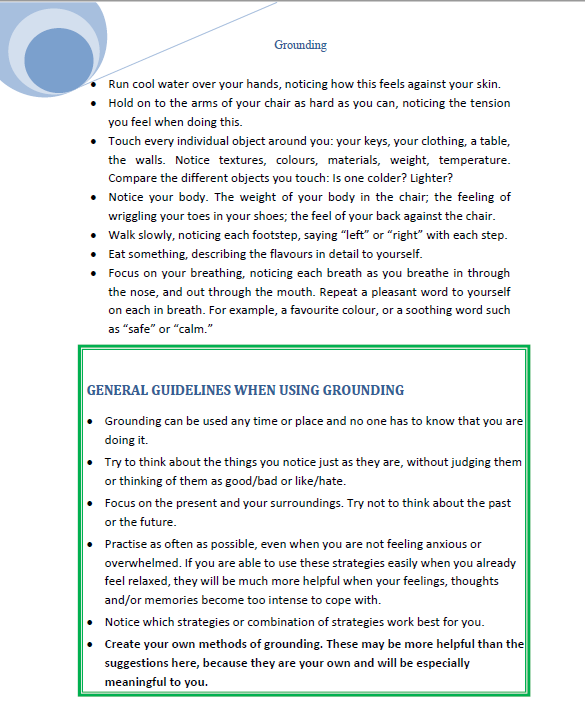 Grounding
• Run cool water over your hands, noticing how this feels against your skin.
• Hold on to the arms of your chair as hard as you can, noticing the tension
you feel when doing this.
• Touch every individual object around you: your keys, your clothing, a table,
the walls. Notice textures, colours, materials, weight, temperature.
Compare the different objects you touch: Is one colder? Lighter?
• Notice your body. The weight of your body in the chair; the feeling of
wriggling your toes in your shoes; the feel of your back against the chair.
• Walk slowly, noticing each footstep, saying “left” or “right” with each step.
• Eat something, describing the flavours in detail to yourself.
• Focus on your breathing, noticing each breath as you breathe in through
the nose, and out through the mouth. Repeat a pleasant word to yourself
on each in breath. For example, a favourite colour, or a soothing word such
as “safe” or “calm.”
GENERAL GUIDELINES WHEN USING GROUNDING
• Grounding can be used any time or place and no one has to know that you are
doing it.
• Try to think about the things you notice just as they are, without judging them
or thinking of them as good/bad or like/hate.
• Focus on the present and your surroundings. Try not to think about the past
or the future.
• Practise as often as possible, even when you are not feeling anxious or
overwhelmed. If you are able to use these strategies easily when you already
feel relaxed, they will be much more helpful when your feelings, thoughts
and/or memories become too intense to cope with.
• Notice which strategies or combination of strategies work best for you.
• Create your own methods of grounding. These may be more helpful than the
suggestions here, because they are your own and will be especially
meaningful to you.